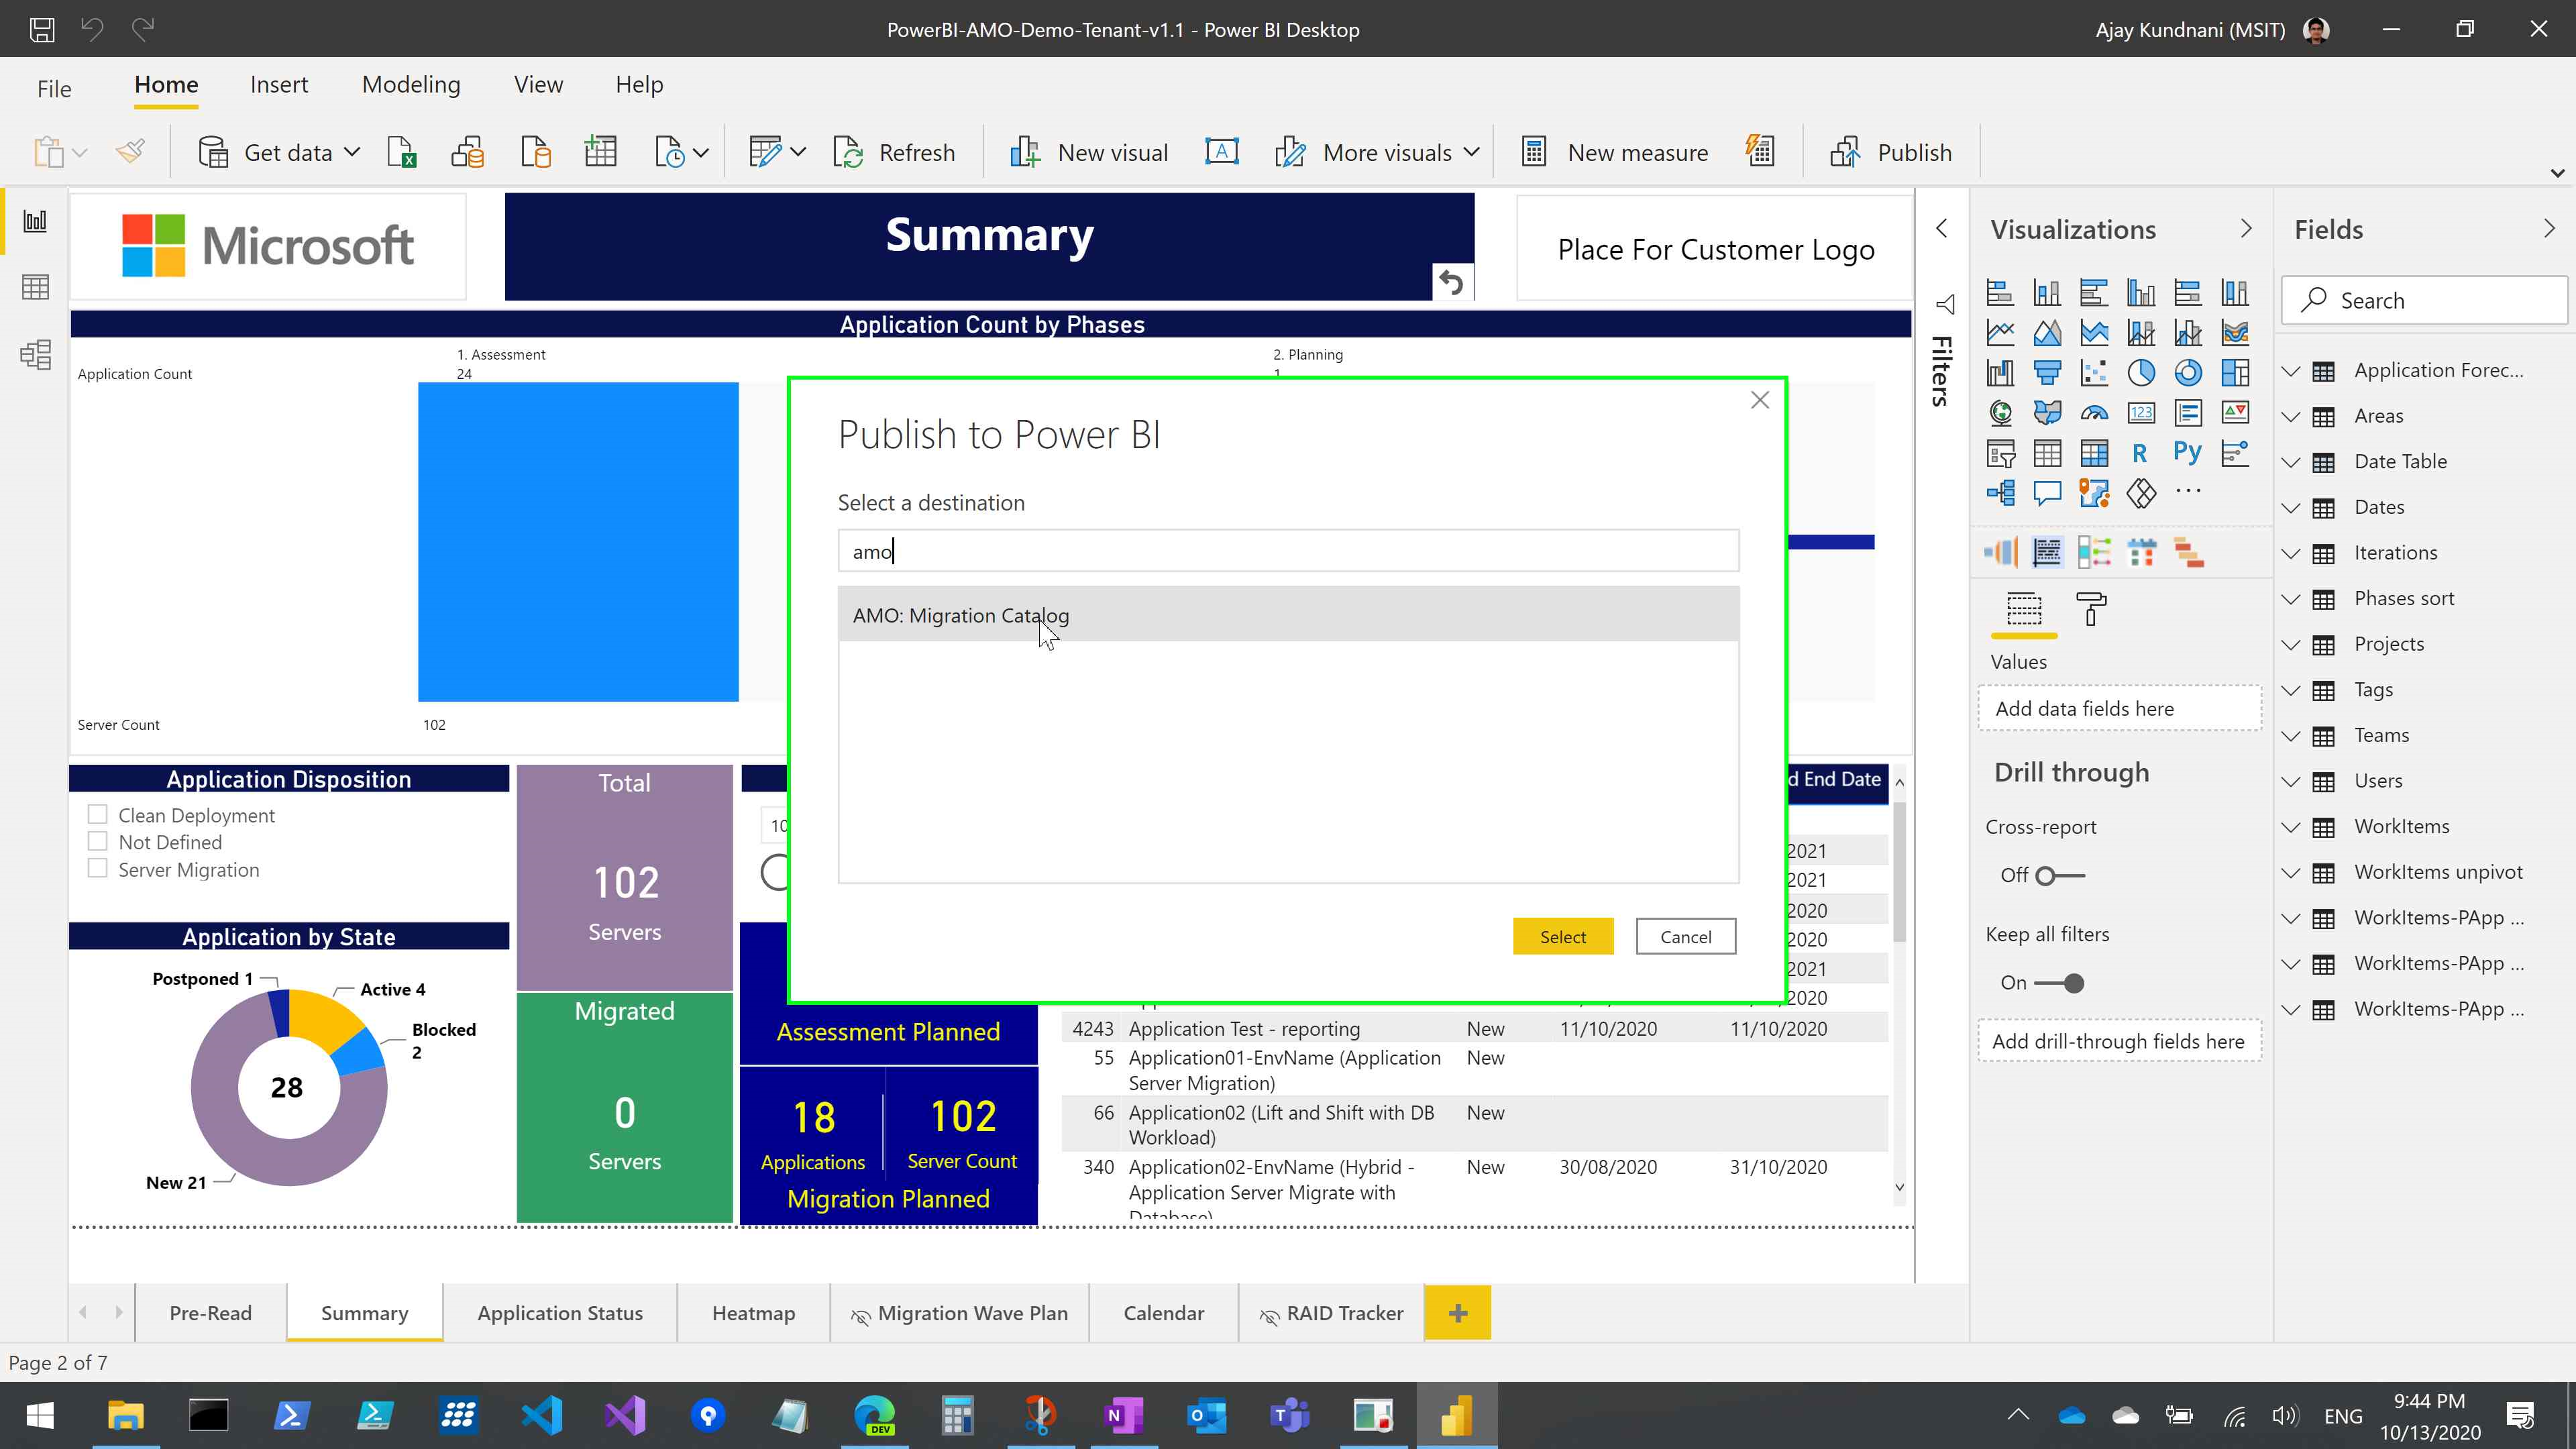 PowerBI-AMO-Demo-Tenant-v1.1 - Power BI Desktop
Ajay Kundnani (MSIT)
File Home Insert Modeling View Help
Get data Refresh New visual A More visuals New measure Publish
Microsoft
Summary
Place For Customer Logo
Application Count by Phases
1. Assessment
24
2. Planning
1
Application Count
Server Count
102
Publish to Power BI
Select a destination
amo
AMO: Migration Catalog
Select Cancel
Application Disposition
Clean Deployment
Not Defined
Server Migration
Application by State
Postponed 1
Active 4
Blocked
2
28
New 21
Total
102
Servers
Migrated
0
Servers
10
Assessment Planned
18
Applications
102
Server Count
Migration Planned
d End Date
2021
2021
2020
2020
2021
2020
4243 Application Test - reporting New 11/10/2020 11/10/2020
55 Application01-EnvName (Application New
Server Migration)
66 Application02 (Lift and Shift with DB New
Workload)
340 Application02-EnvName (Hybrid - New 30/08/2020 31/10/2020
Application Server Migrate with
Database)
Filters
Visualizations
123
R Py
Values
Add data fields here
Drill through
Cross-report
Off
Keep all filters
On
Add drill-through fields here
Fields
Search
Application Forec...
Areas
Date Table
Dates
Iterations
Phases sort
Projects
Tags
Teams
Users
WorkItems
WorkItems unpivot
WorkItems-PApp ...
WorkItems-PApp ...
WorkItems-PApp ...
Pre-Read Summary Application Status Heatmap Migration Wave Plan Calendar RAID Tracker +
Page 2 of 7
DEV
ENG
9:44 PM
10/13/2020